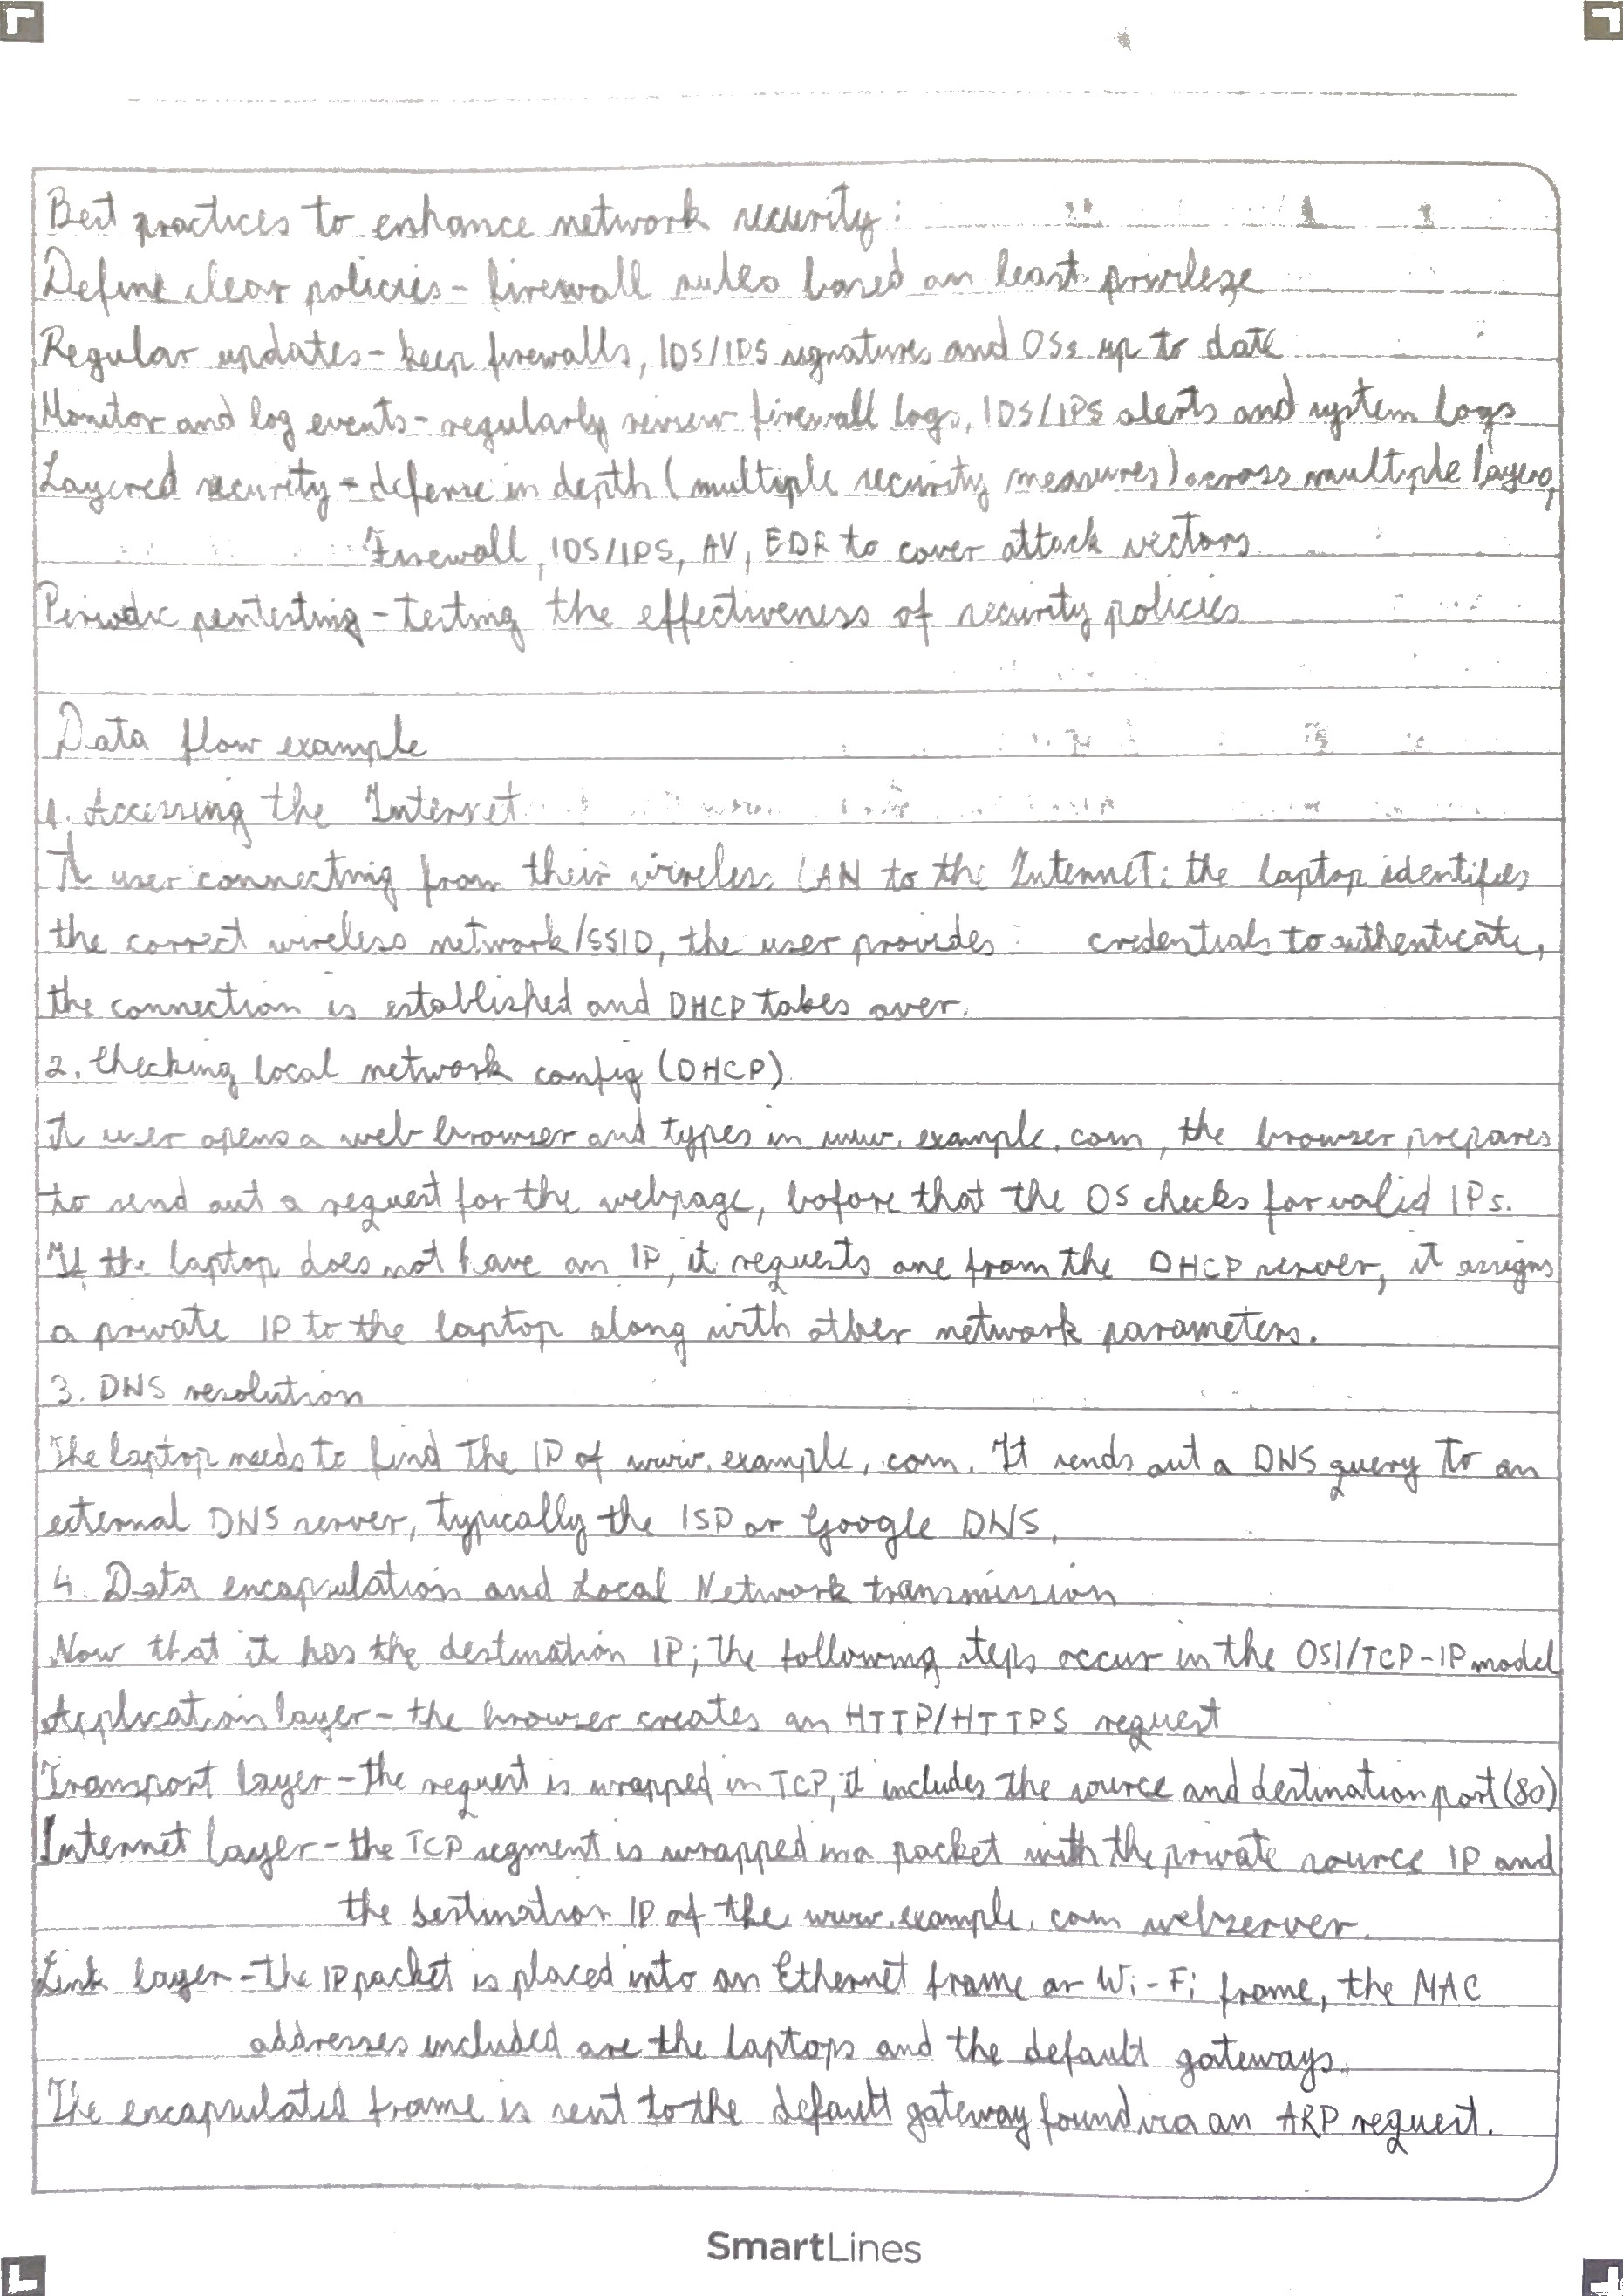 Best practices to enhance network security:
Define clear policies - firewall rules based on least privilege
Regular updates - keep firewalls, IDS/IPS signatures and OSs up to date
Monitor and log events - regularly review firewall logs, IDS/IPS alerts and system logs
Layered security - defense in depth (multiple security measures) across multiple layers,
Firewall, IDS/IPS, AV, EDR to cover attack vectors
Periodic pentesting - testing the effectiveness of security policies
Data flow example
1. Accessing the Internet
A user connecting from their wireless LAN to the Internet: the laptop identifies
the correct wireless network/SSID, the user provides credentials to authenticate,
the connection is established and DHCP takes over.
2. Checking local network config (DHCP)
A user opens a web browser and types in www.example.com, the browser prepares
to send out a request for the webpage, bofore that the OS checks for valid IPs.
If the laptop does not have an IP, it requests one from the DHCP server, it assigns
a private IP to the laptop along with other network parameters.
3. DNS resolution
The laptop needs to find the IP of www.example.com. It sends out a DNS query to an
external DNS server, typically the ISP or Google DNS.
4. Data encapsulation and Local Network transmission
Now that it has the destination IP; the following steps occur in the OSI/TCP-IP model
Application layer - the browser creates an HTTP/HTTPS request
Transport layer - the request is wrapped in TCP, it includes the source and destination port (80)
Internet layer - the TCP segment is wrapped in a packet with the private source IP and
the destination IP of the www.example.com webserver.
Link layer - the IP packet is placed into an Ethernet frame or Wi-Fi frame, the MAC
addresses included are the laptops and the default gateways.
The encapsulated frame is sent to the default gateway found via an ARP request.
SmartLines